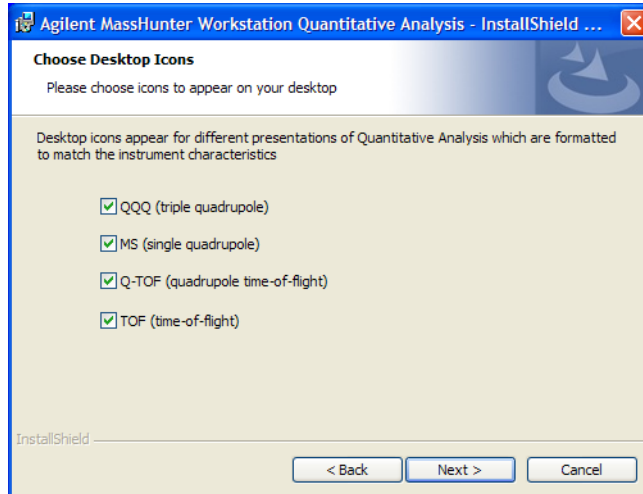 Agilent MassHunter Workstation Quantitative Analysis - InstallShield ...
Choose Desktop Icons
Please choose icons to appear on your desktop
Desktop icons appear for different presentations of Quantitative Analysis which are formatted
to match the instrument characteristics
QQQ (triple quadrupole)
MS (single quadrupole)
Q-TOF (quadrupole time-of-flight)
TOF (time-of-flight)
InstallShield
< Back Next > Cancel